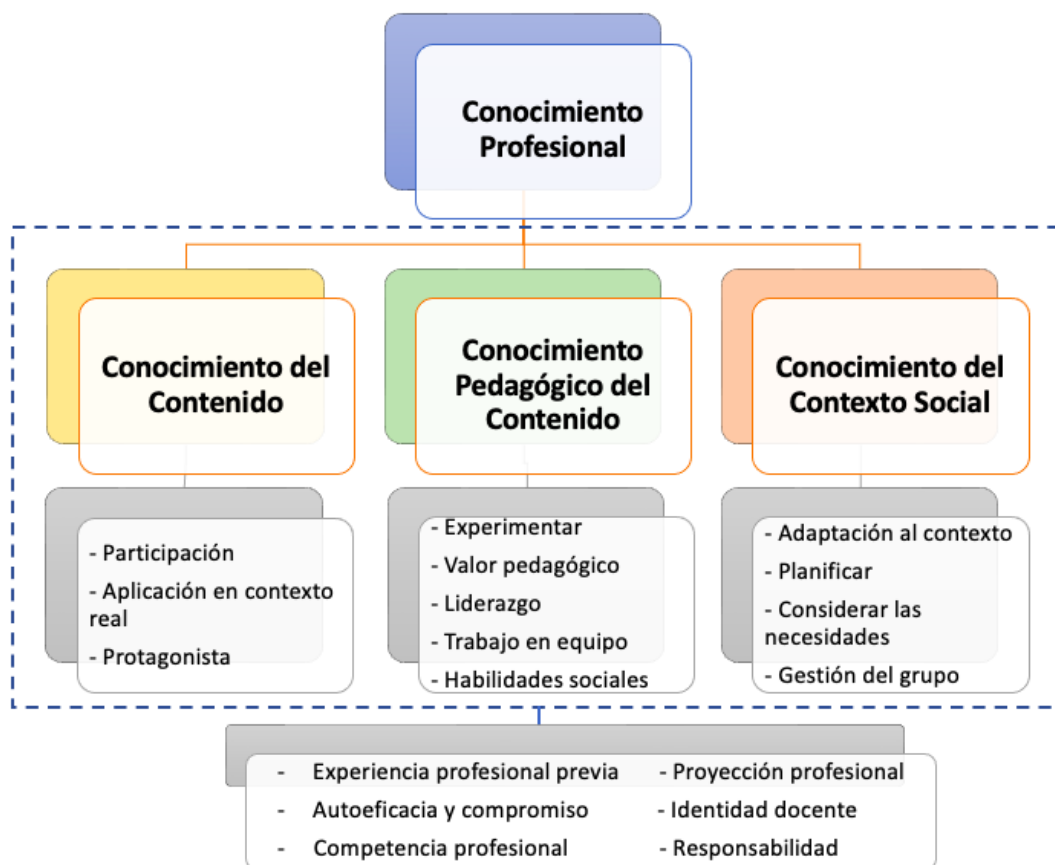 Conocimiento
Profesional
Conocimiento del
Contenido
Conocimiento
Pedagógico del
Contenido
Conocimiento del
Contexto Social
- Participación
- Aplicación en contexto
real
- Protagonista
- Experimentar
- Valor pedagógico
- Liderazgo
- Trabajo en equipo
- Habilidades sociales
- Adaptación al contexto
- Planificar
- Considerar las
necesidades
- Gestión del grupo
- Experiencia profesional previa
- Autoeficacia y compromiso
- Competencia profesional
- Proyección profesional
- Identidad docente
- Responsabilidad